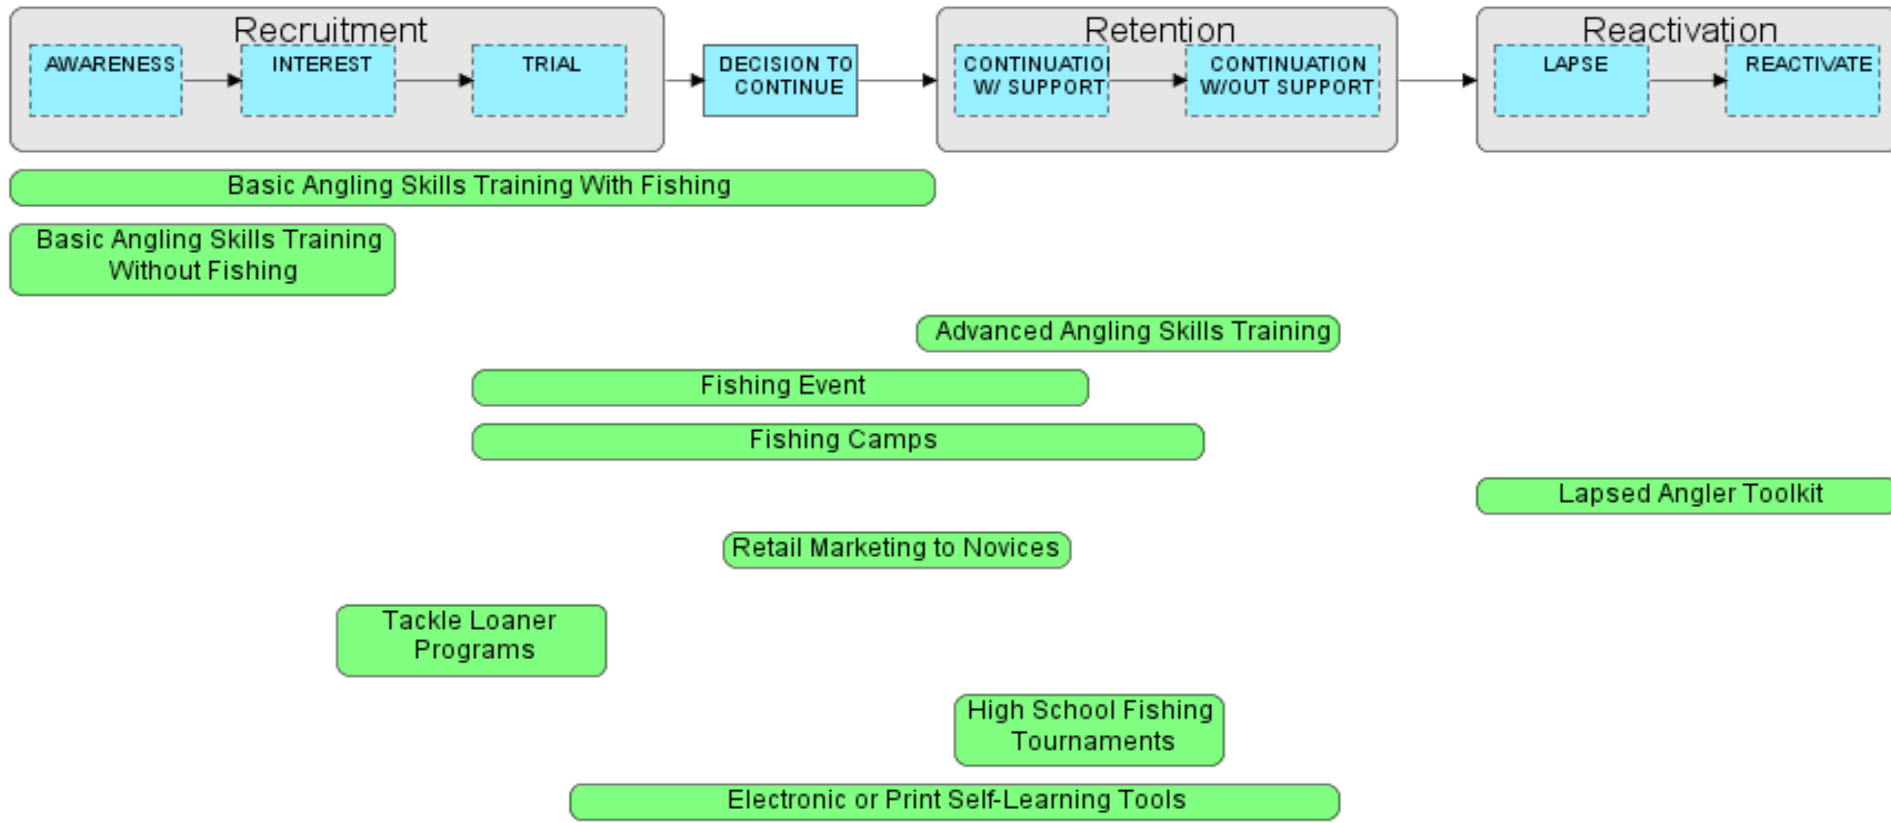 Recruitment
Retention
Reactivation
AWARENESS
INTEREST
TRIAL
DECISION TO
CONTINUE
CONTINUATIO
W/ SUPPORT
CONTINUATION
W/OUT SUPPORT
LAPSE
REACTIVATE
Basic Angling Skills Training With Fishing
Basic Angling Skills Training
Without Fishing
Advanced Angling Skills Training
Fishing Event
Fishing Camps
Lapsed Angler Toolkit
Retail Marketing to Novices
Tackle Loaner
Programs
High School Fishing
Tournaments
Electronic or Print Self-Learning Tools